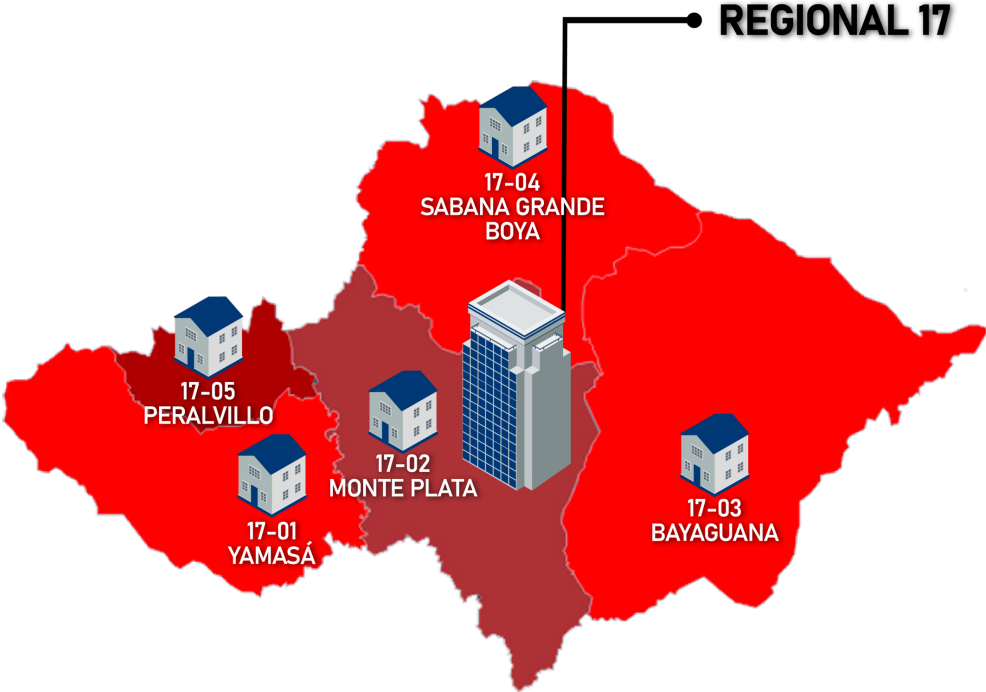 REGIONAL 17
17-04
SABANA GRANDE
BOYA
17-05
PERALVILLO
17-02
MONTE PLATA
17-01
YAMASÁ
17-03
BAYAGUANA